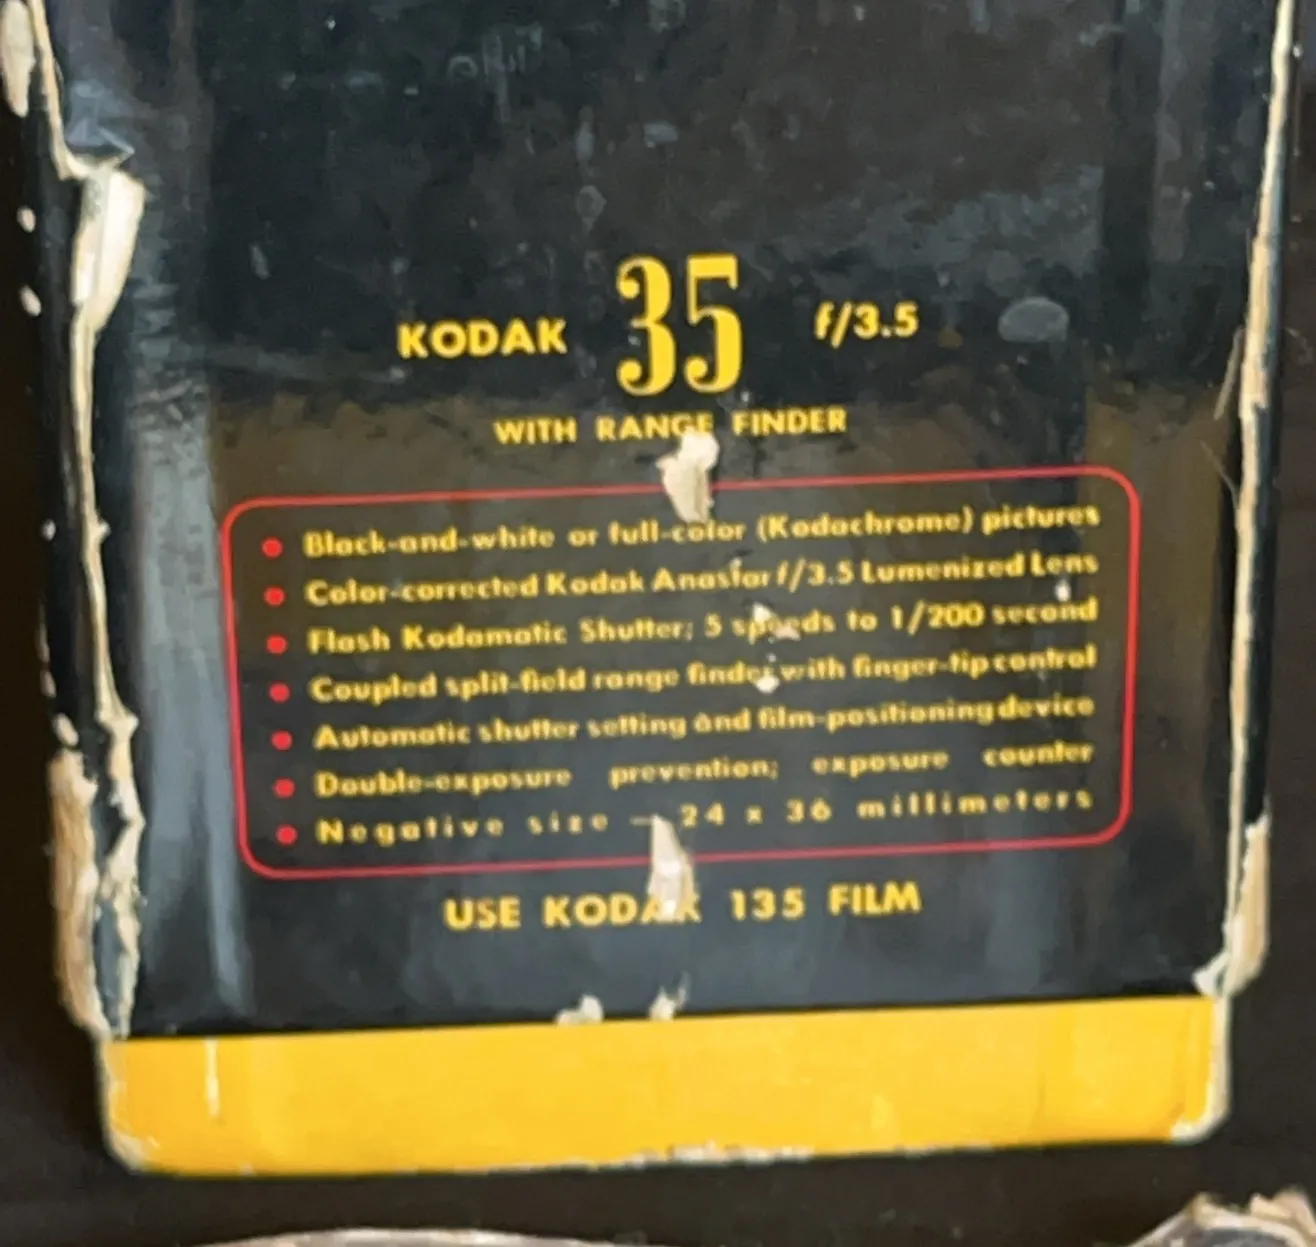 KODAK 35 f/3.5
WITH RANGE FINDER
Black-and-white or full-color (Kodachrome) pictures
Color-corrected Kodak Anastar f/3.5 Lumenized Lens
Flash Kodamatic Shutter; 5 speeds to 1/200 second
Coupled split-field range finder with finger-tip control
Automatic shutter setting and film-positioning device
Double-exposure prevention; exposure counter
Negative size — 24 x 36 millimeters
USE KODAK 135 FILM